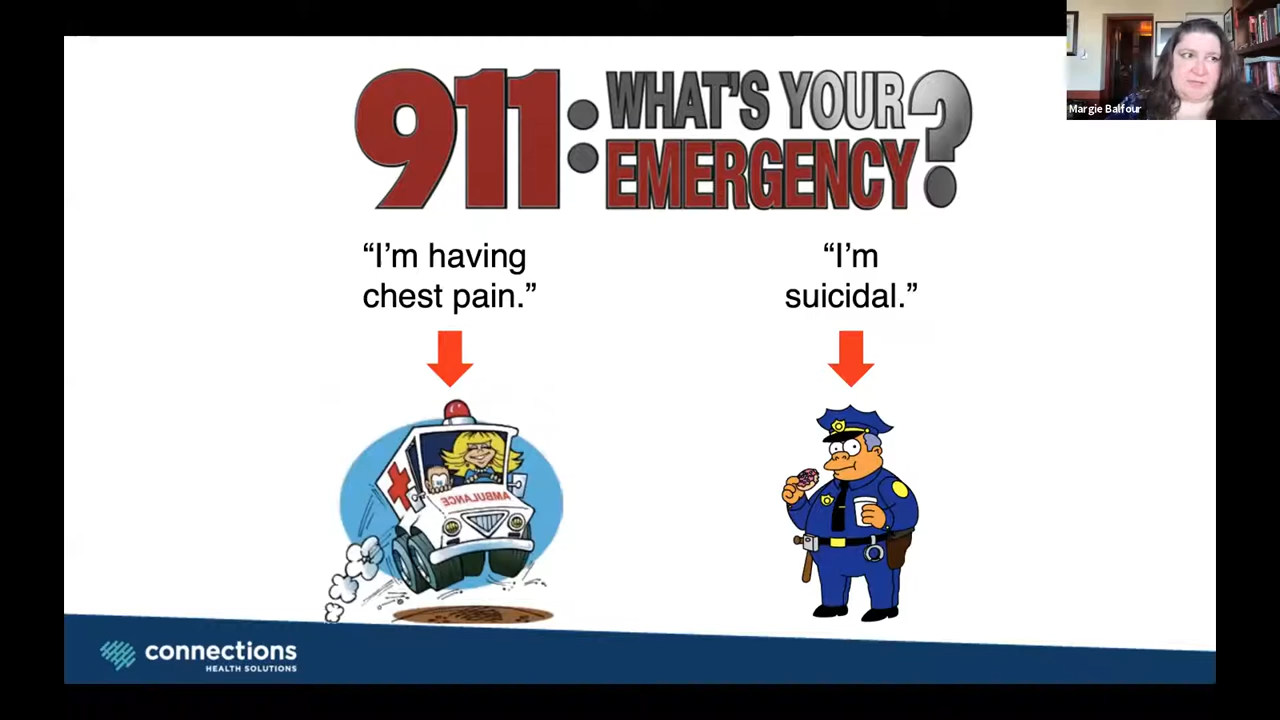 Margie Balfour
911: WHAT'S YOUR
EMERGENCY?
“I’m having
chest pain.”
“I’m
suicidal.”
AMBULANCE
connections
HEALTH SOLUTIONS